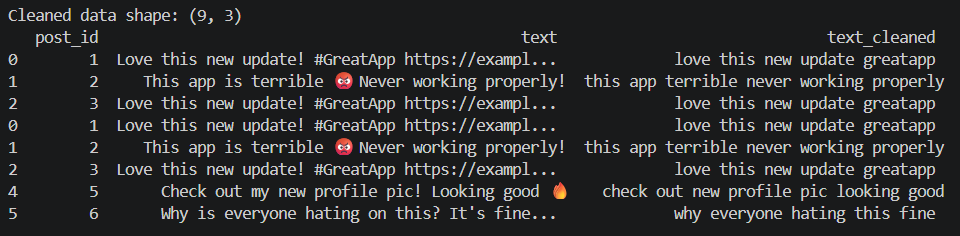 Cleaned data shape: (9, 3)
post_id text text_cleaned
0 1 Love this new update! #GreatApp https://exampl... love this new update greatapp
1 2 This app is terrible 😡 Never working properly! this app terrible never working properly
2 3 Love this new update! #GreatApp https://exampl... love this new update greatapp
0 1 Love this new update! #GreatApp https://exampl... love this new update greatapp
1 2 This app is terrible 😡 Never working properly! this app terrible never working properly
2 3 Love this new update! #GreatApp https://exampl... love this new update greatapp
4 5 Check out my new profile pic! Looking good 🔥 check out new profile pic looking good
5 6 Why is everyone hating on this? It's fine... why everyone hating this fine